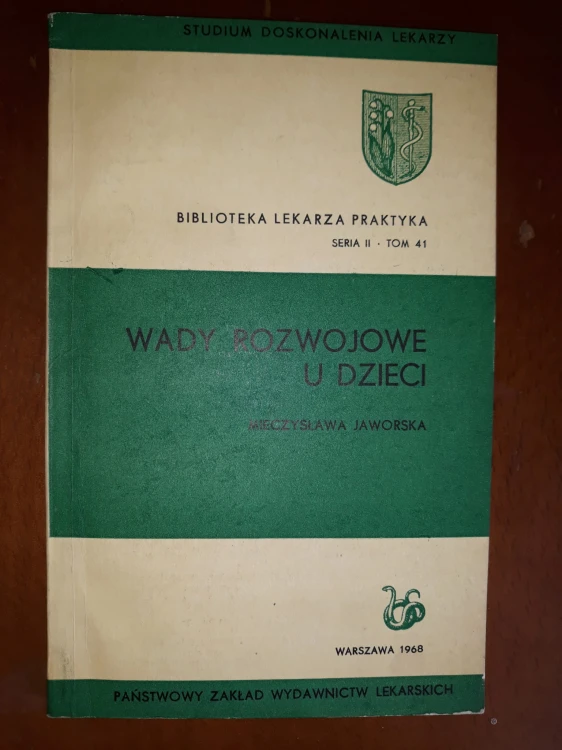 STUDIUM DOSKONALENIA LEKARZY
BIBLIOTEKA LEKARZA PRAKTYKA
SERIA II · TOM 41
WADY ROZWOJOWE
U DZIECI
MIECZYSŁAWA JAWORSKA
WARSZAWA 1968
PAŃSTWOWY ZAKŁAD WYDAWNICTW LEKARSKICH